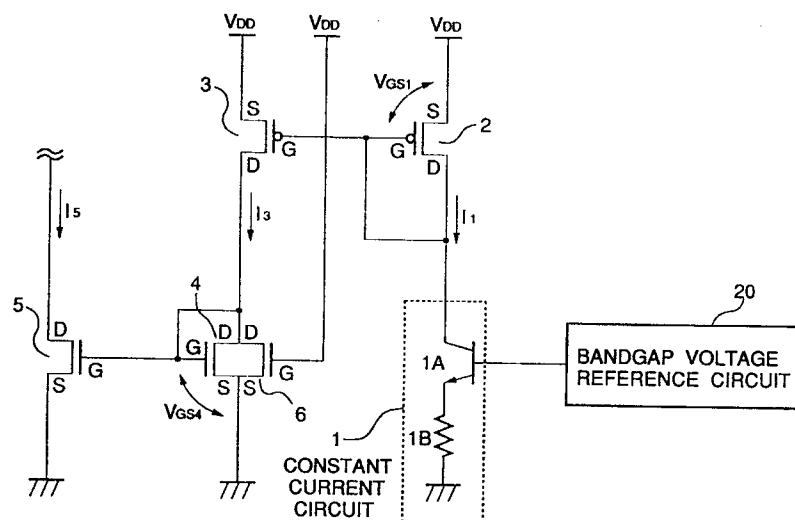 VDD VDD VDD
VGS1
3 S S 2
G G
D D
I5 I3 I1
4 20
5 D G D D 1A BANDGAP VOLTAGE
G S S G REFERENCE CIRCUIT
S 6
VGS4
1 1B
CONSTANT
CURRENT
CIRCUIT